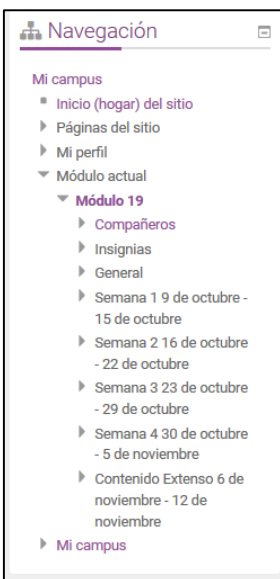 Navegación
Mi campus
Inicio (hogar) del sitio
Páginas del sitio
Mi perfil
Módulo actual
Módulo 19
Compañeros
Insignias
General
Semana 1 9 de octubre -
15 de octubre
Semana 2 16 de octubre
- 22 de octubre
Semana 3 23 de octubre
- 29 de octubre
Semana 4 30 de octubre
- 5 de noviembre
Contenido Extenso 6 de
noviembre - 12 de
noviembre
Mi campus